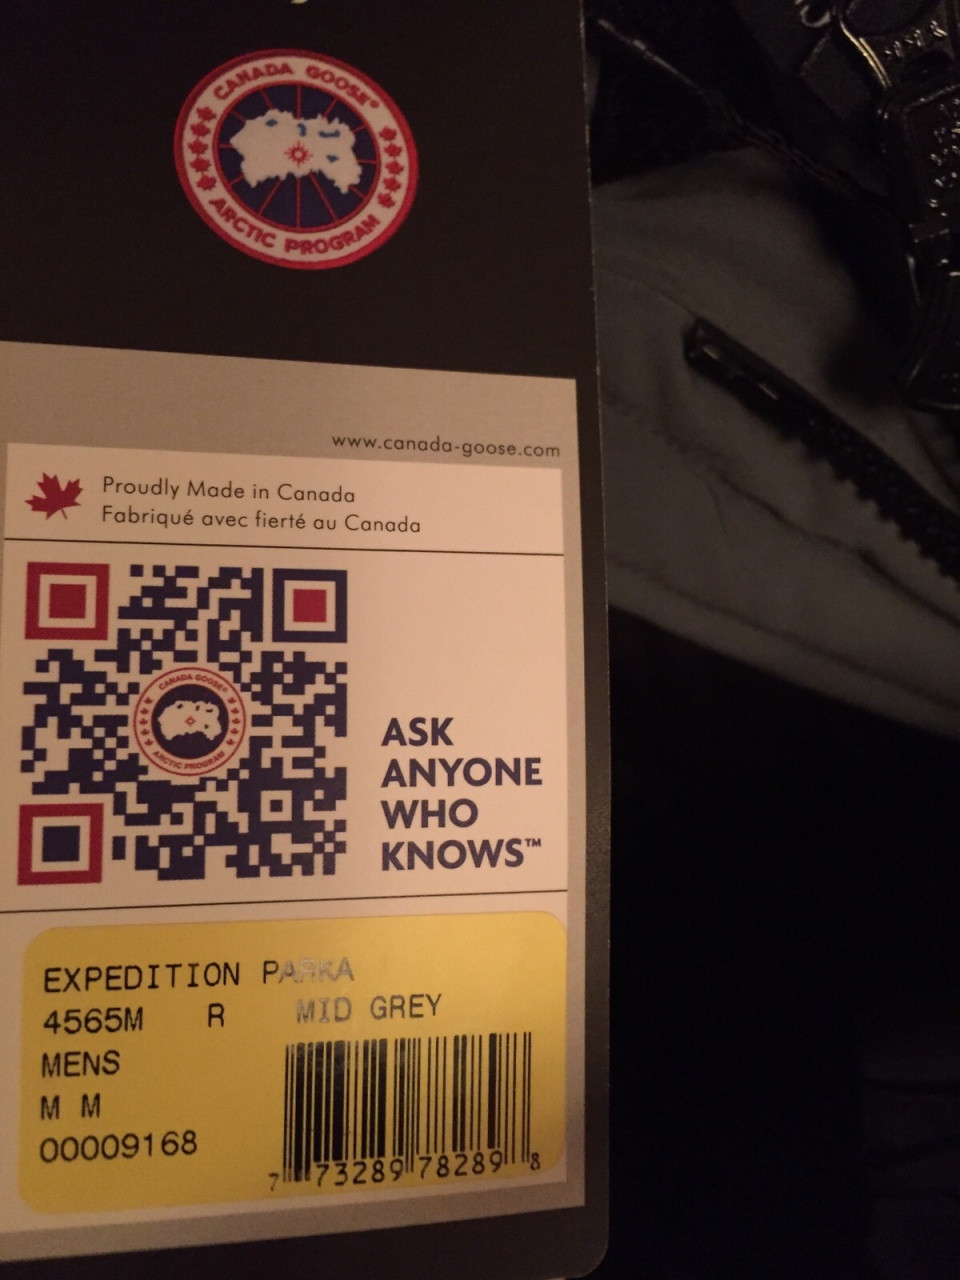 CANADA GOOSE®
ARCTIC PROGRAM
www.canada-goose.com
Proudly Made in Canada
Fabriqué avec fierté au Canada
CANADA GOOSE®
ARCTIC PROGRAM
ASK
ANYONE
WHO
KNOWS™
EXPEDITION PARKA
4565M R MID GREY
MENS
M M
00009168
7 73289 78289 8